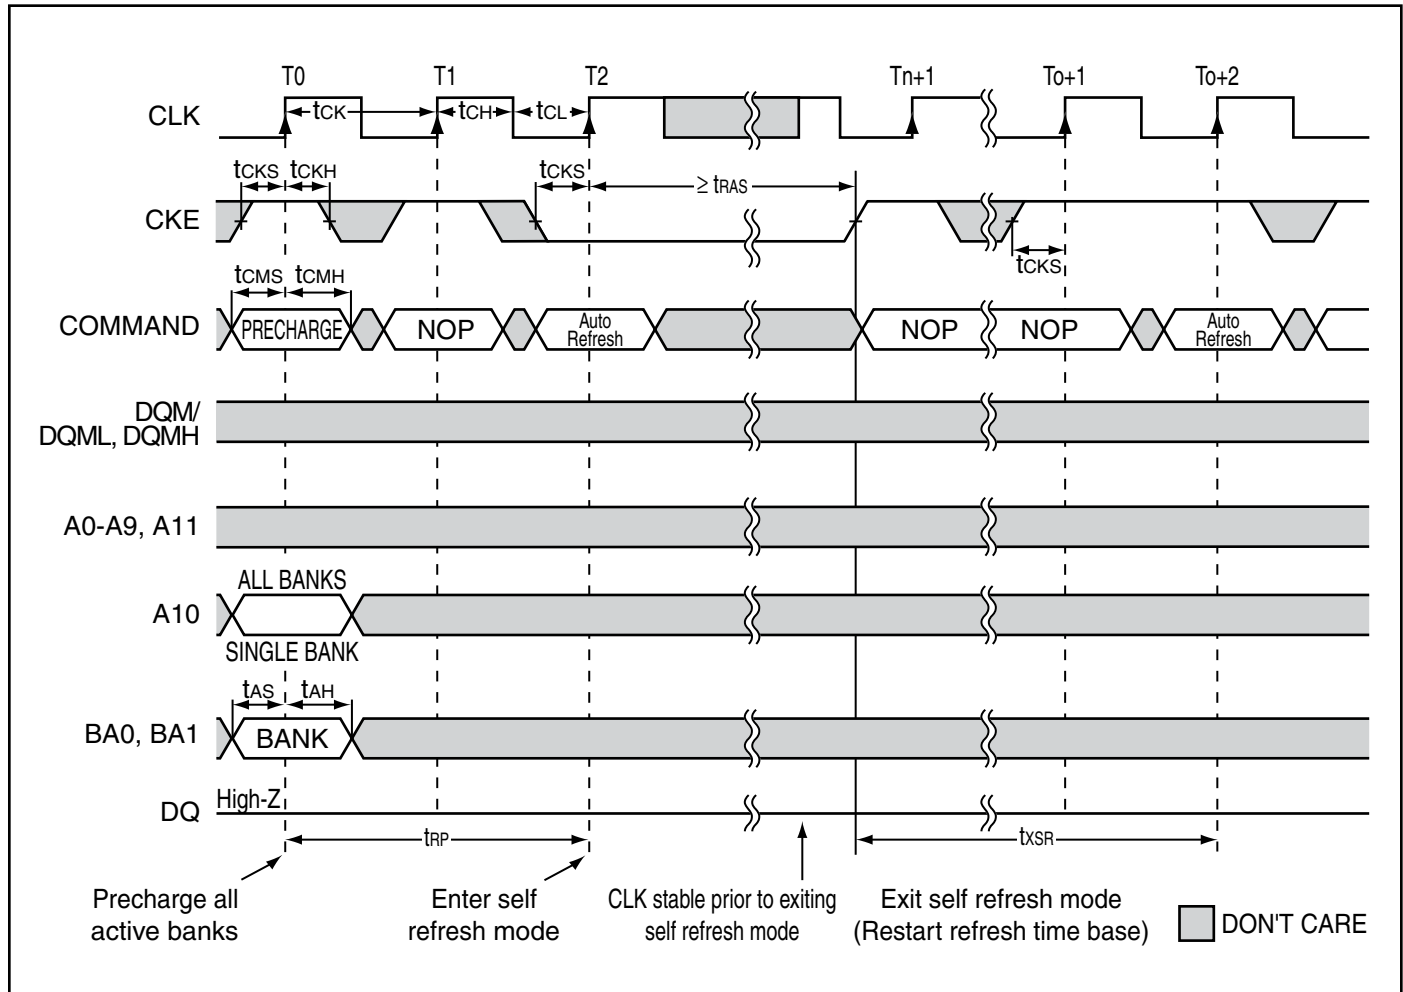 T0 T1 T2 Tn+1 To+1 To+2
CLK tCK tCH tCL
tCKS tCKH tCKS ≥ tRAS
CKE
tCKS
tCMS tCMH
COMMAND PRECHARGE NOP Auto Refresh NOP NOP Auto Refresh
DQM/
DQML, DQMH
A0-A9, A11
ALL BANKS
A10
SINGLE BANK
tAS tAH
BA0, BA1 BANK
DQ High-Z
tRP tXSR
Precharge all
active banks
Enter self
refresh mode
CLK stable prior to exiting
self refresh mode
Exit self refresh mode
(Restart refresh time base)
DON'T CARE